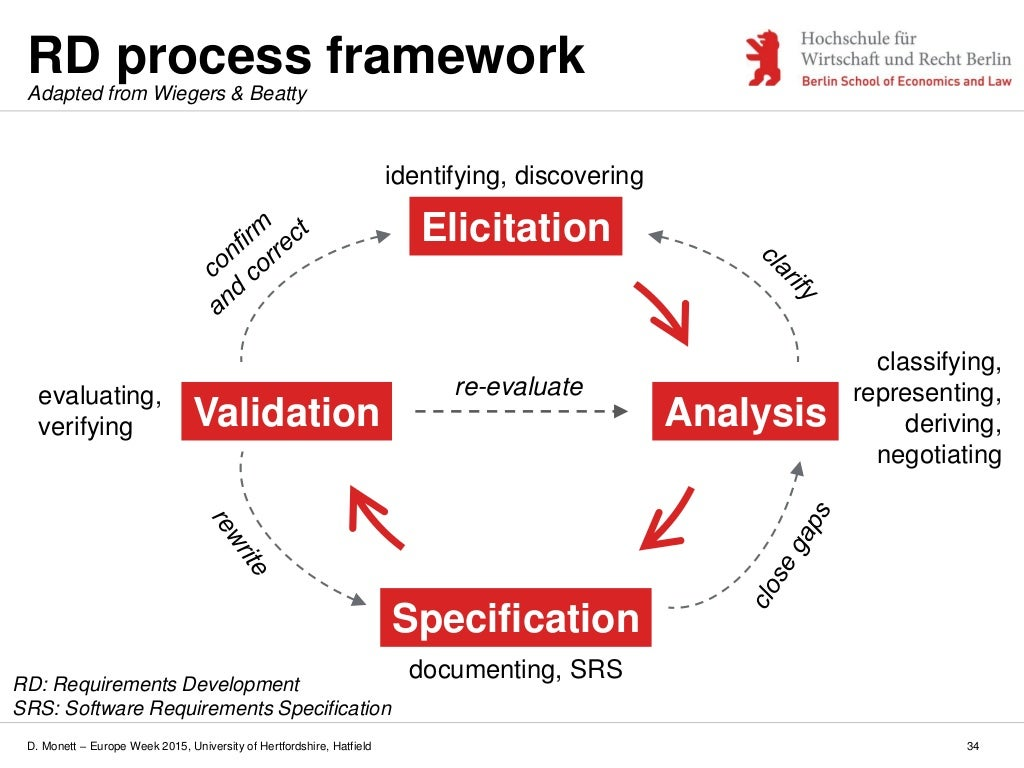 RD process framework
Adapted from Wiegers & Beatty
Hochschule für
Wirtschaft und Recht Berlin
Berlin School of Economics and Law
identifying, discovering
Elicitation
confirm
and correct
clarify
evaluating,
verifying
Validation
re-evaluate
Analysis
classifying,
representing,
deriving,
negotiating
rewrite
close gaps
Specification
documenting, SRS
RD: Requirements Development
SRS: Software Requirements Specification
D. Monett – Europe Week 2015, University of Hertfordshire, Hatfield
34